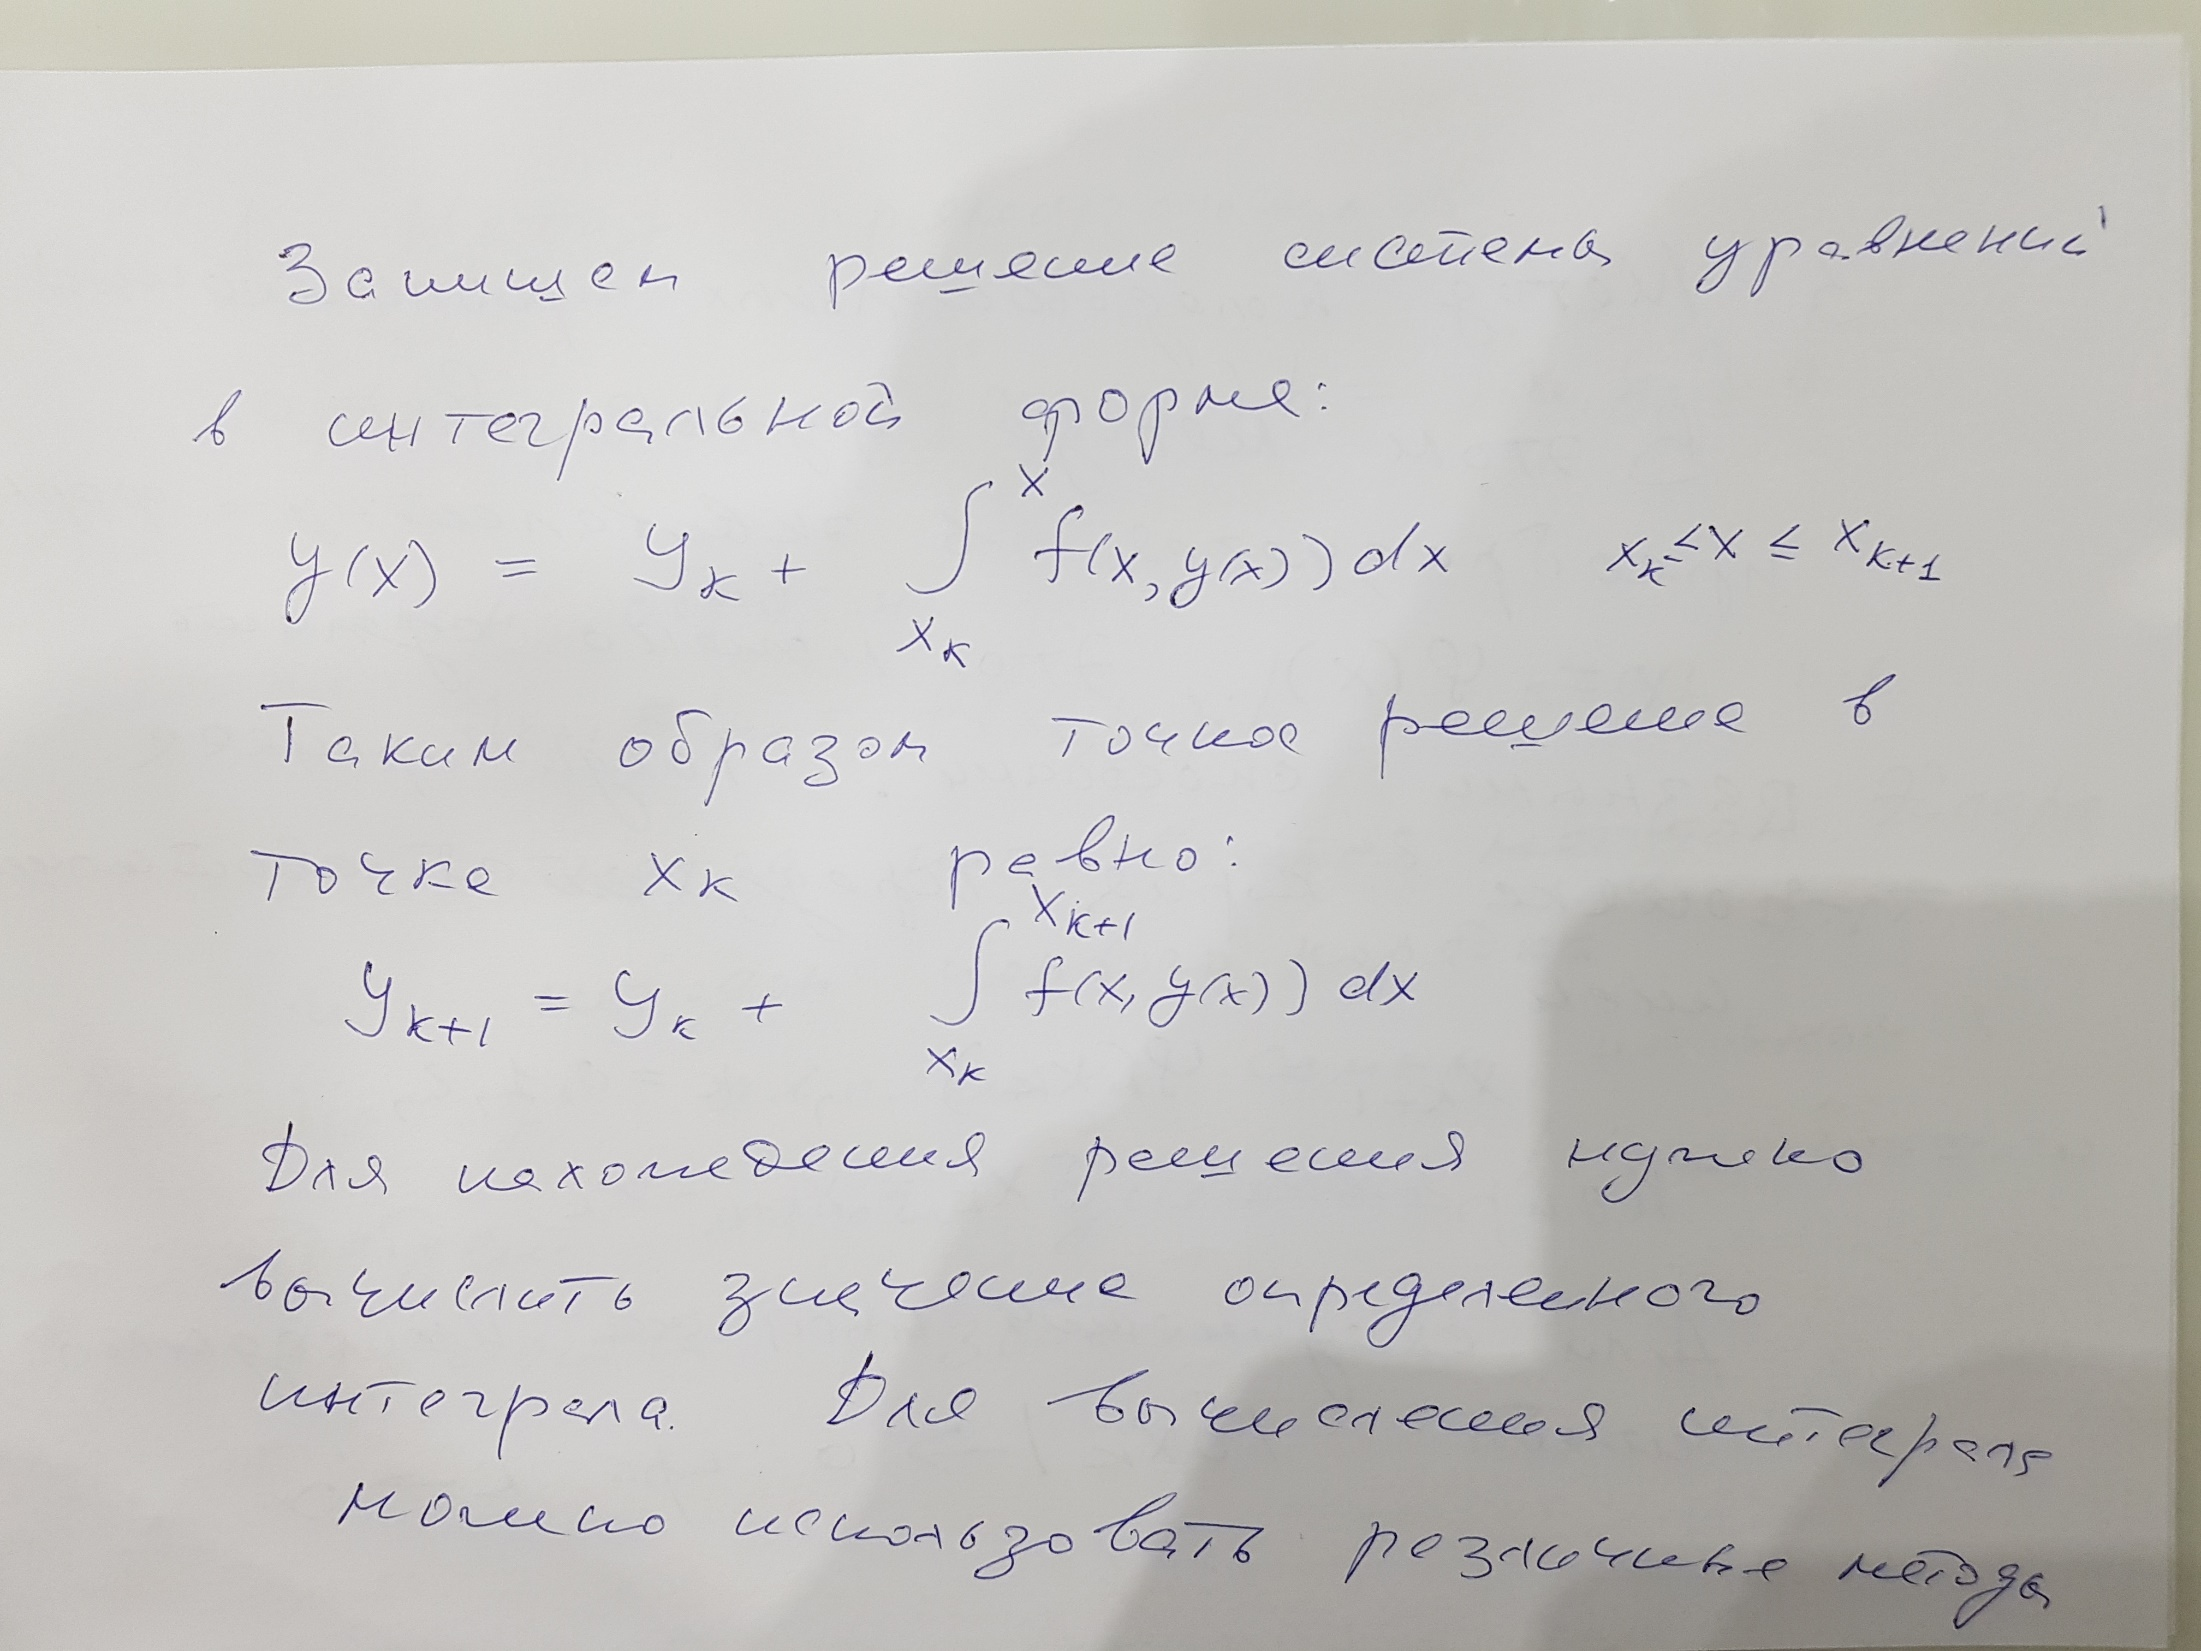 Запишем решение системы уравнений
в интегральной форме:
y(x) = y_k + ∫_{x_k}^{x} f(x, y(x)) dx    x_k ≤ x ≤ x_{k+1}
Таким образом точное решение в
точке x_k равно:
y_{k+1} = y_k + ∫_{x_k}^{x_{k+1}} f(x, y(x)) dx
Для нахождения решения нужно
вычислить значение определенного
интеграла. Для вычисления интеграла
можно использовать различные методы